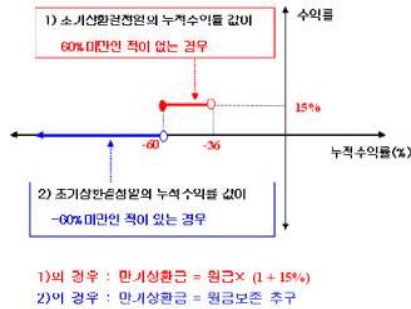 1) 조기상환결정일의 누적수익률 값이
60%미만인 적이 없는 경우
수익률
15%
-60
-36
누적수익률(%)
2) 조기상환결정일의 누적수익률 값이
-60%미만인 적이 있는 경우
1)의 경우 : 만기상환금 = 원금× (1 + 15%)
2)이 경우 : 만기상환금 = 원금보존 추구